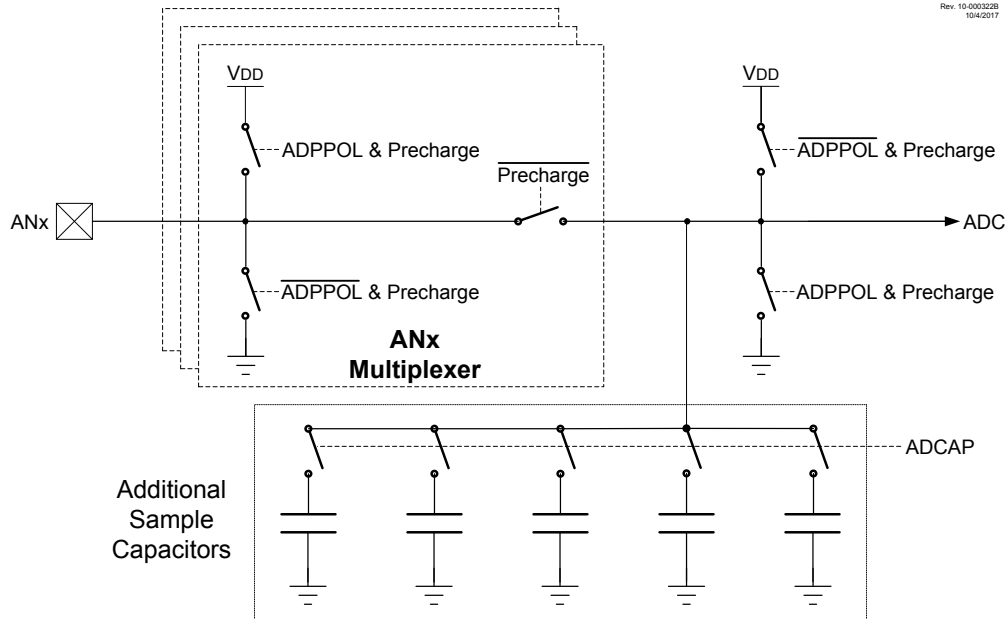 Rev. 10-000322B
10/4/2017
VDD
VDD
ADPPOL & Precharge
Precharge
ADPPOL & Precharge
ANx
ADC
ADPPOL & Precharge
ADPPOL & Precharge
ANx
Multiplexer
ADCAP
Additional
Sample
Capacitors